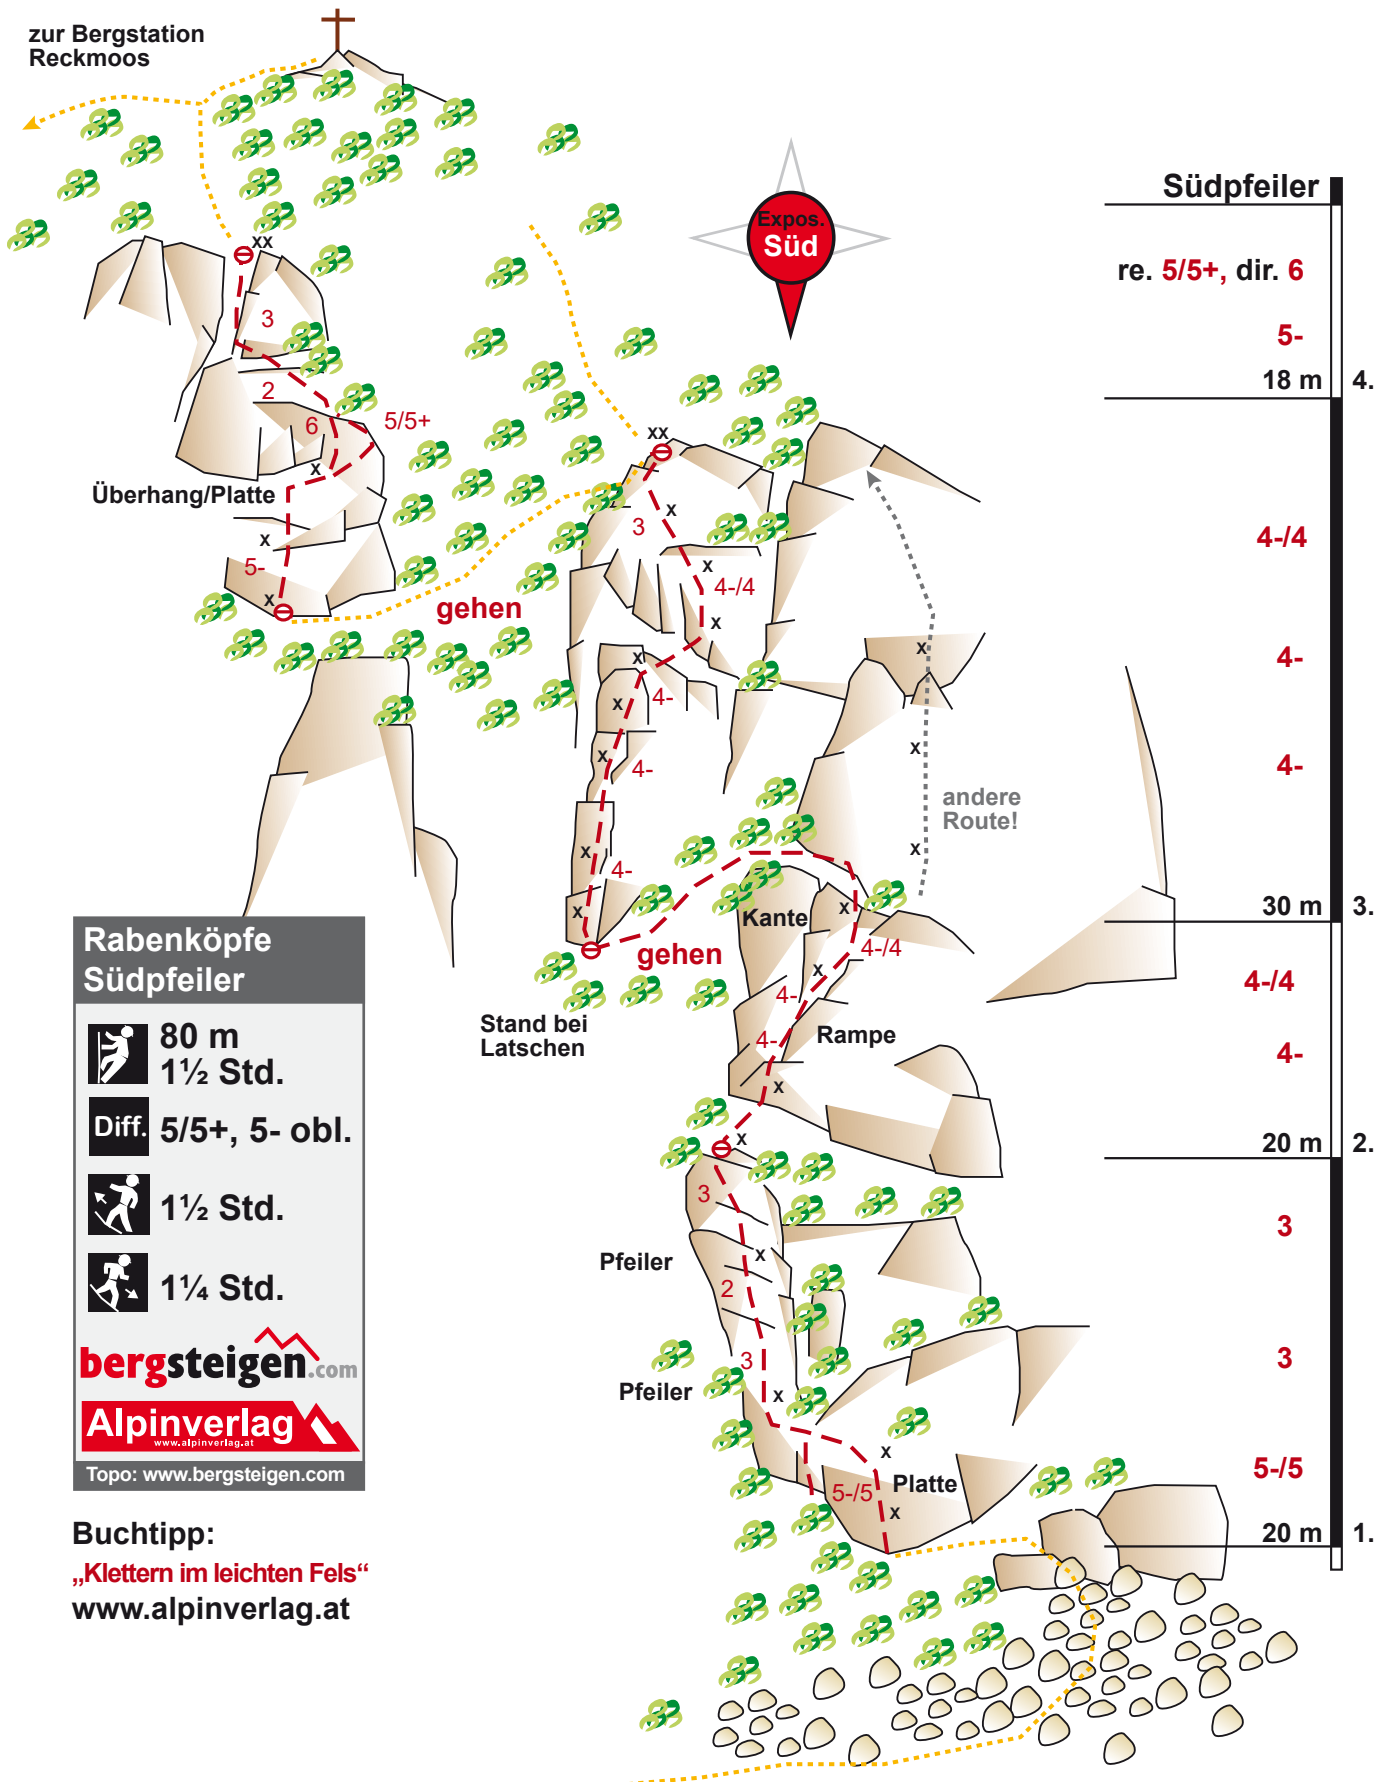 zur Bergstation
Reckmoos
Expos.
Süd
Südpfeiler
re. 5/5+, dir. 6
5-
18 m 4.
xx
3
2
6
5/5+
x
Überhang/Platte
x
5-
x
gehen
xx
3
x
x
4-/4
x
x
4-
x
x
4-
x
4-
x
4-/4
4-
4-
x
x
x
andere
Route!
30 m 3.
Kante
x
4-/4
gehen
x
4-
4-
x
Rampe
Stand bei
Latschen
4-/4
4-
20 m 2.
x
3
Pfeiler
x
2
3
Pfeiler
x
x
Platte
5-/5
x
3
3
5-/5
20 m 1.
Rabenköpfe
Südpfeiler
80 m
1½ Std.
Diff. 5/5+, 5- obl.
1½ Std.
1¼ Std.
bergsteigen.com
Alpinverlag
www.alpinverlag.at
Topo: www.bergsteigen.com
Buchtipp:
„Klettern im leichten Fels“
www.alpinverlag.at